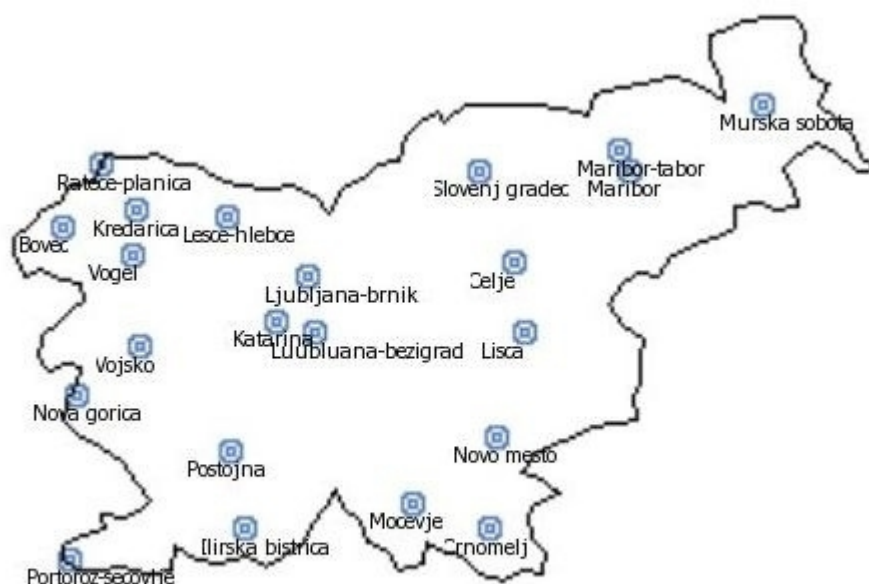 Murska sobota
Maribor-tabor
Ratece-planica
Slovenj gradec
Maribor
Kredarica
Lesce-hlebce
Bovec
Vogel
Celje
Ljubljana-brnik
Katarina
Luubluana-bezigrad
Lisca
Vojsko
Nova gorica
Novo mesto
Postojna
Mocevje
Ilirska bistrica
Crnomelj
Portoroz-secovhe